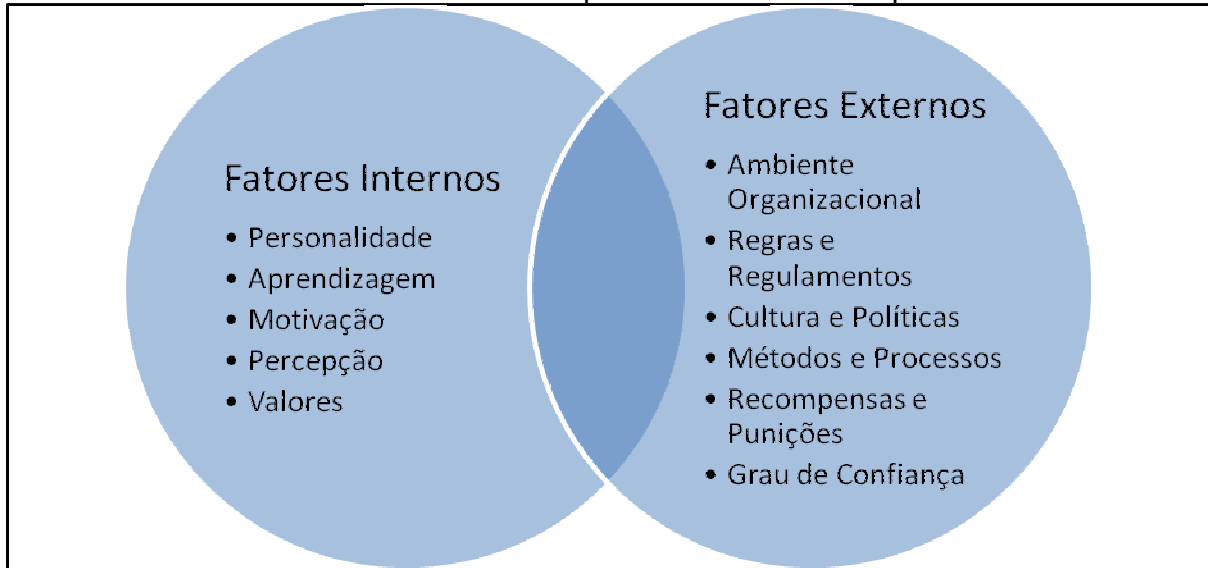 Fatores Internos
• Personalidade
• Aprendizagem
• Motivação
• Percepção
• Valores
Fatores Externos
• Ambiente
Organizacional
• Regras e
Regulamentos
• Cultura e Políticas
• Métodos e Processos
• Recompensas e
Punições
• Grau de Confiança